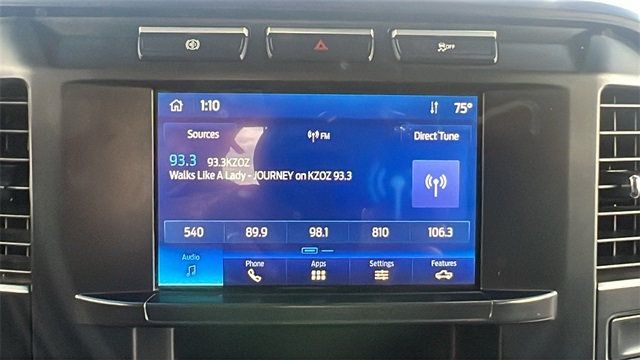 OFF
1:10
75°
Sources
FM
Direct Tune
93.3 93.3KZOZ
Walks Like A Lady - JOURNEY on KZOZ 93.3
540 89.9 98.1 810 106.3
Audio Phone Apps Settings Features